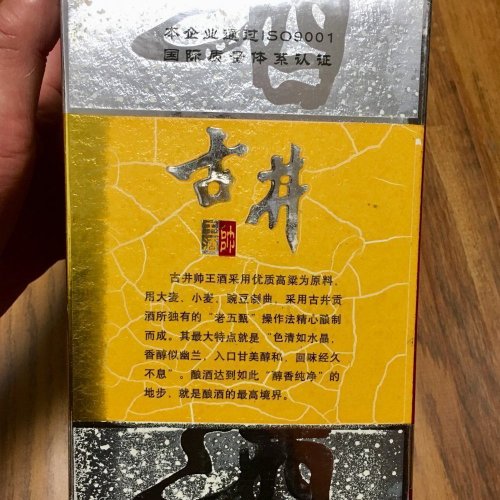 本企业通过ISO9001
国际质量体系认证
酒
古井
王酒
帅
古井帅王酒采用优质高粱为原料，
用大麦、小麦、豌豆制曲，采用古井贡
酒所独有的“老五甑”操作法精心酿制
而成。其最大特点就是“色清如水晶，
香醇似幽兰，入口甘美醇和，回味经久
不息”。酿酒达到如此“醇香纯净”的
地步，就是酿酒的最高境界。